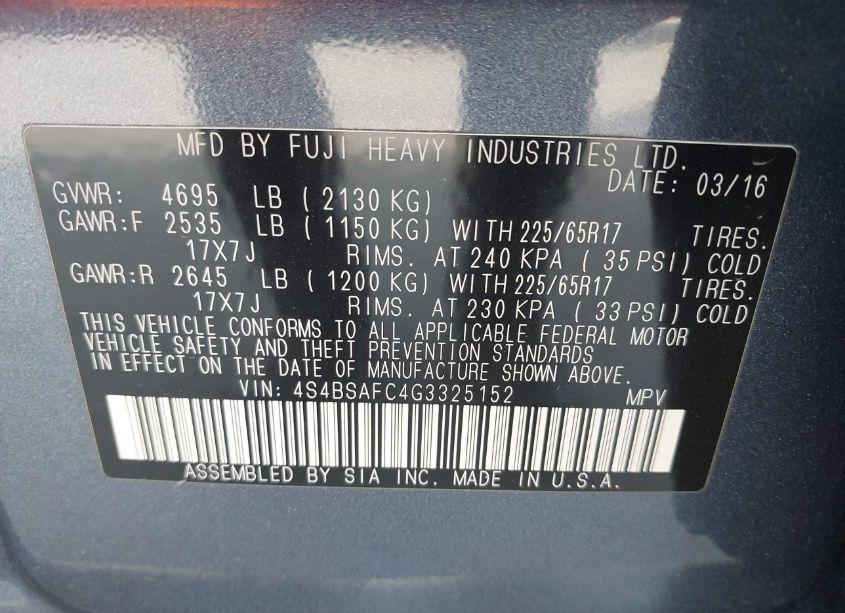 MFD BY FUJI HEAVY INDUSTRIES LTD.
DATE: 03/16
GVWR: 4695 LB ( 2130 KG)
GAWR:F 2535 LB ( 1150 KG) WITH 225/65R17 TIRES.
17X7J RIMS. AT 240 KPA ( 35 PSI) COLD
GAWR:R 2645 LB ( 1200 KG) WITH 225/65R17 TIRES.
17X7J RIMS. AT 230 KPA ( 33 PSI) COLD
THIS VEHICLE CONFORMS TO ALL APPLICABLE FEDERAL MOTOR
VEHICLE SAFETY AND THEFT PREVENTION STANDARDS
IN EFFECT ON THE DATE OF MANUFACTURE SHOWN ABOVE.
VIN: 4S4BSAFC4G3325152 MPV
ASSEMBLED BY SIA INC. MADE IN U.S.A.